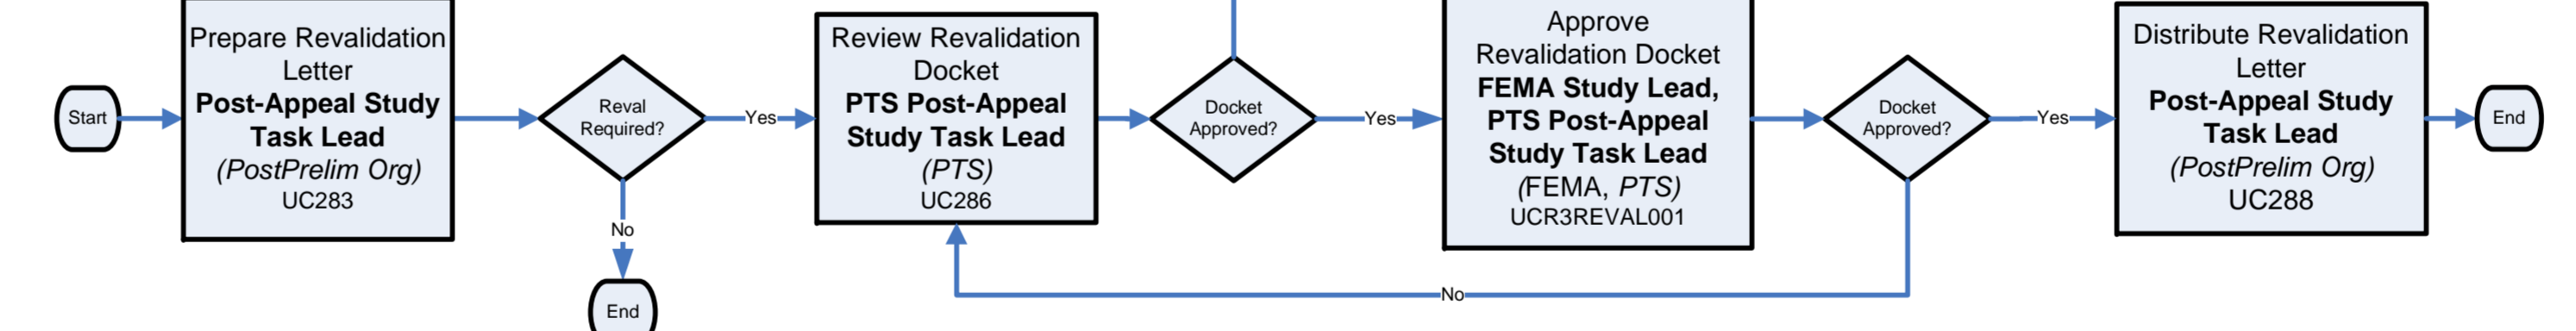 Start
Prepare Revalidation
Letter
Post-Appeal Study
Task Lead
(PostPrelim Org)
UC283
Reval
Required?
No
End
Yes
Review Revalidation
Docket
PTS Post-Appeal
Study Task Lead
(PTS)
UC286
Docket
Approved?
Yes
Approve
Revalidation Docket
FEMA Study Lead,
PTS Post-Appeal
Study Task Lead
(FEMA, PTS)
UCR3REVAL001
Docket
Approved?
No
Yes
Distribute Revalidation
Letter
Post-Appeal Study
Task Lead
(PostPrelim Org)
UC288
End